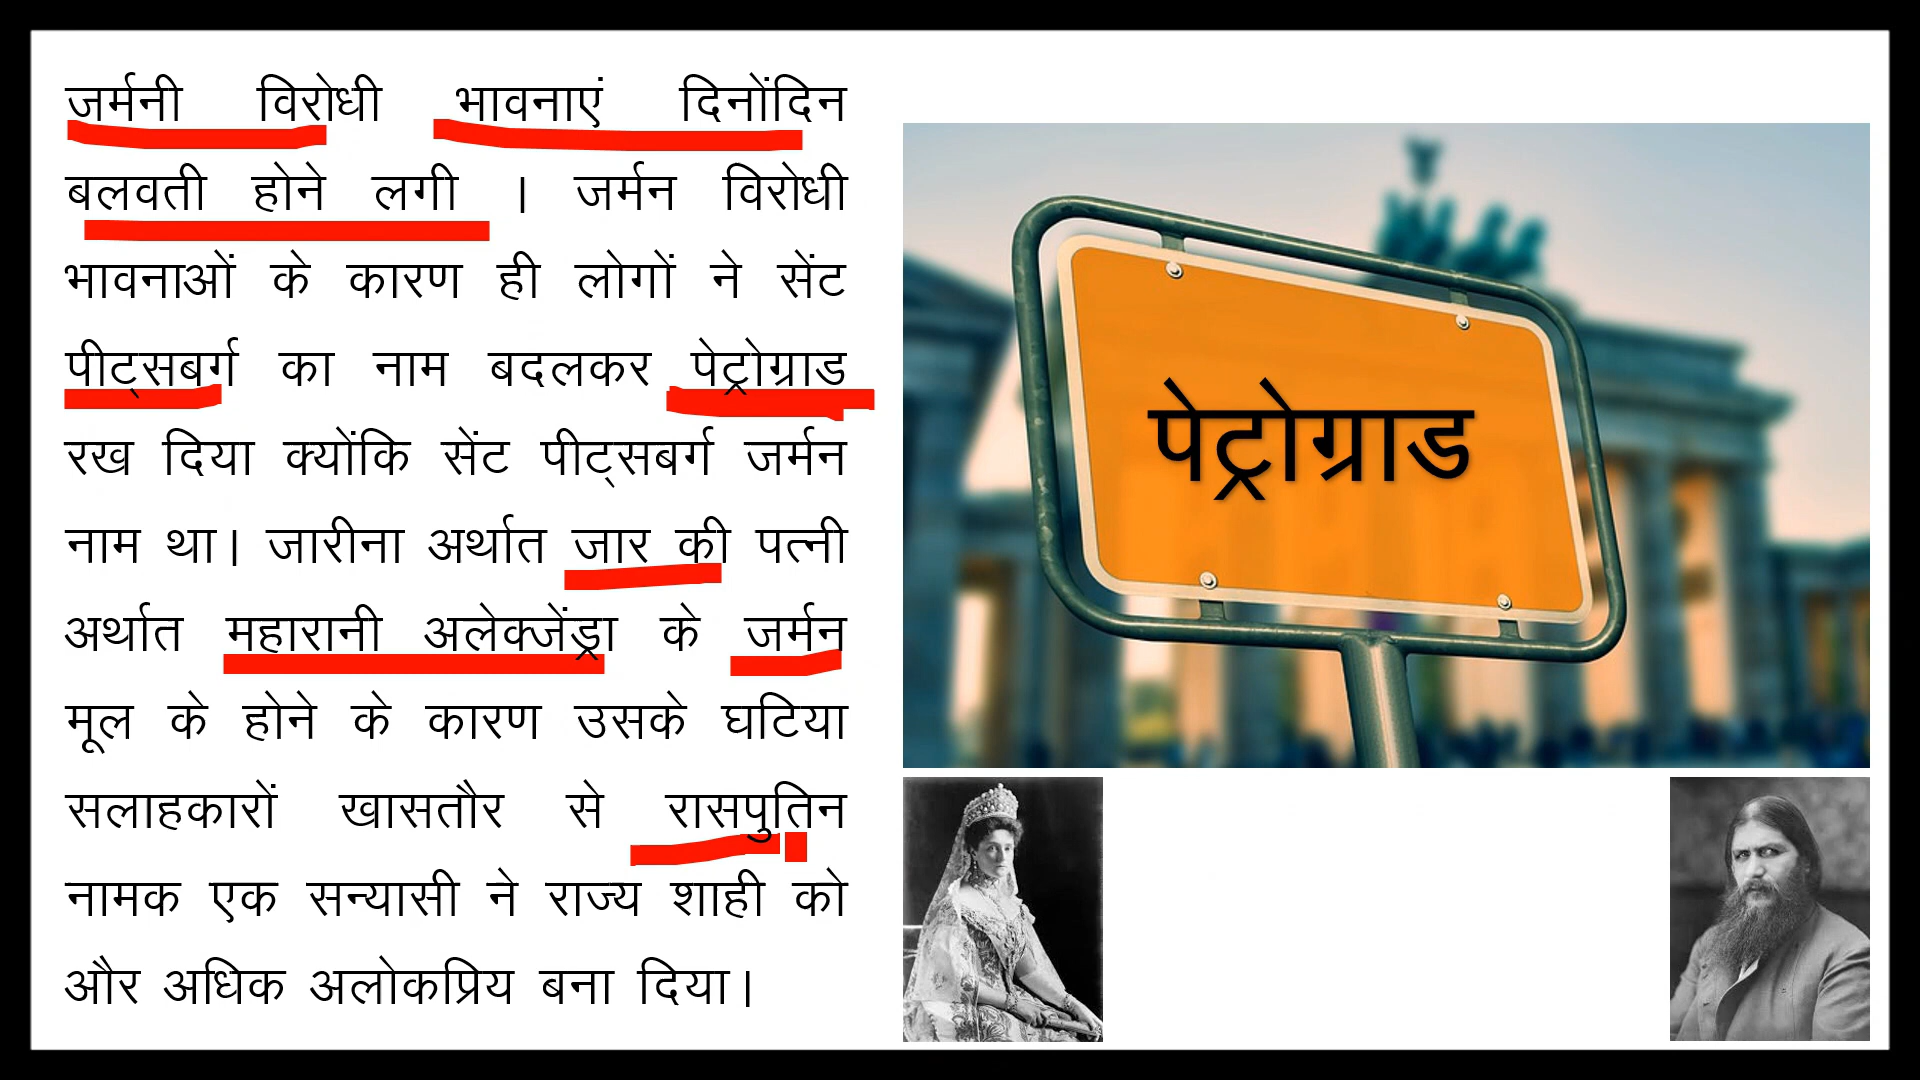 जर्मनी विरोधी भावनाएं दिनोंदिन
बलवती होने लगी । जर्मन विरोधी
भावनाओं के कारण ही लोगों ने सेंट
पीट्सबर्ग का नाम बदलकर पेट्रोग्राड
रख दिया क्योंकि सेंट पीट्सबर्ग जर्मन
नाम था। जारीना अर्थात जार की पत्नी
अर्थात महारानी अलेक्जेंड्रा के जर्मन
मूल के होने के कारण उसके घटिया
सलाहकारों खासतौर से रासपुतिन
नामक एक सन्यासी ने राज्य शाही को
और अधिक अलोकप्रिय बना दिया।
पेट्रोग्राड